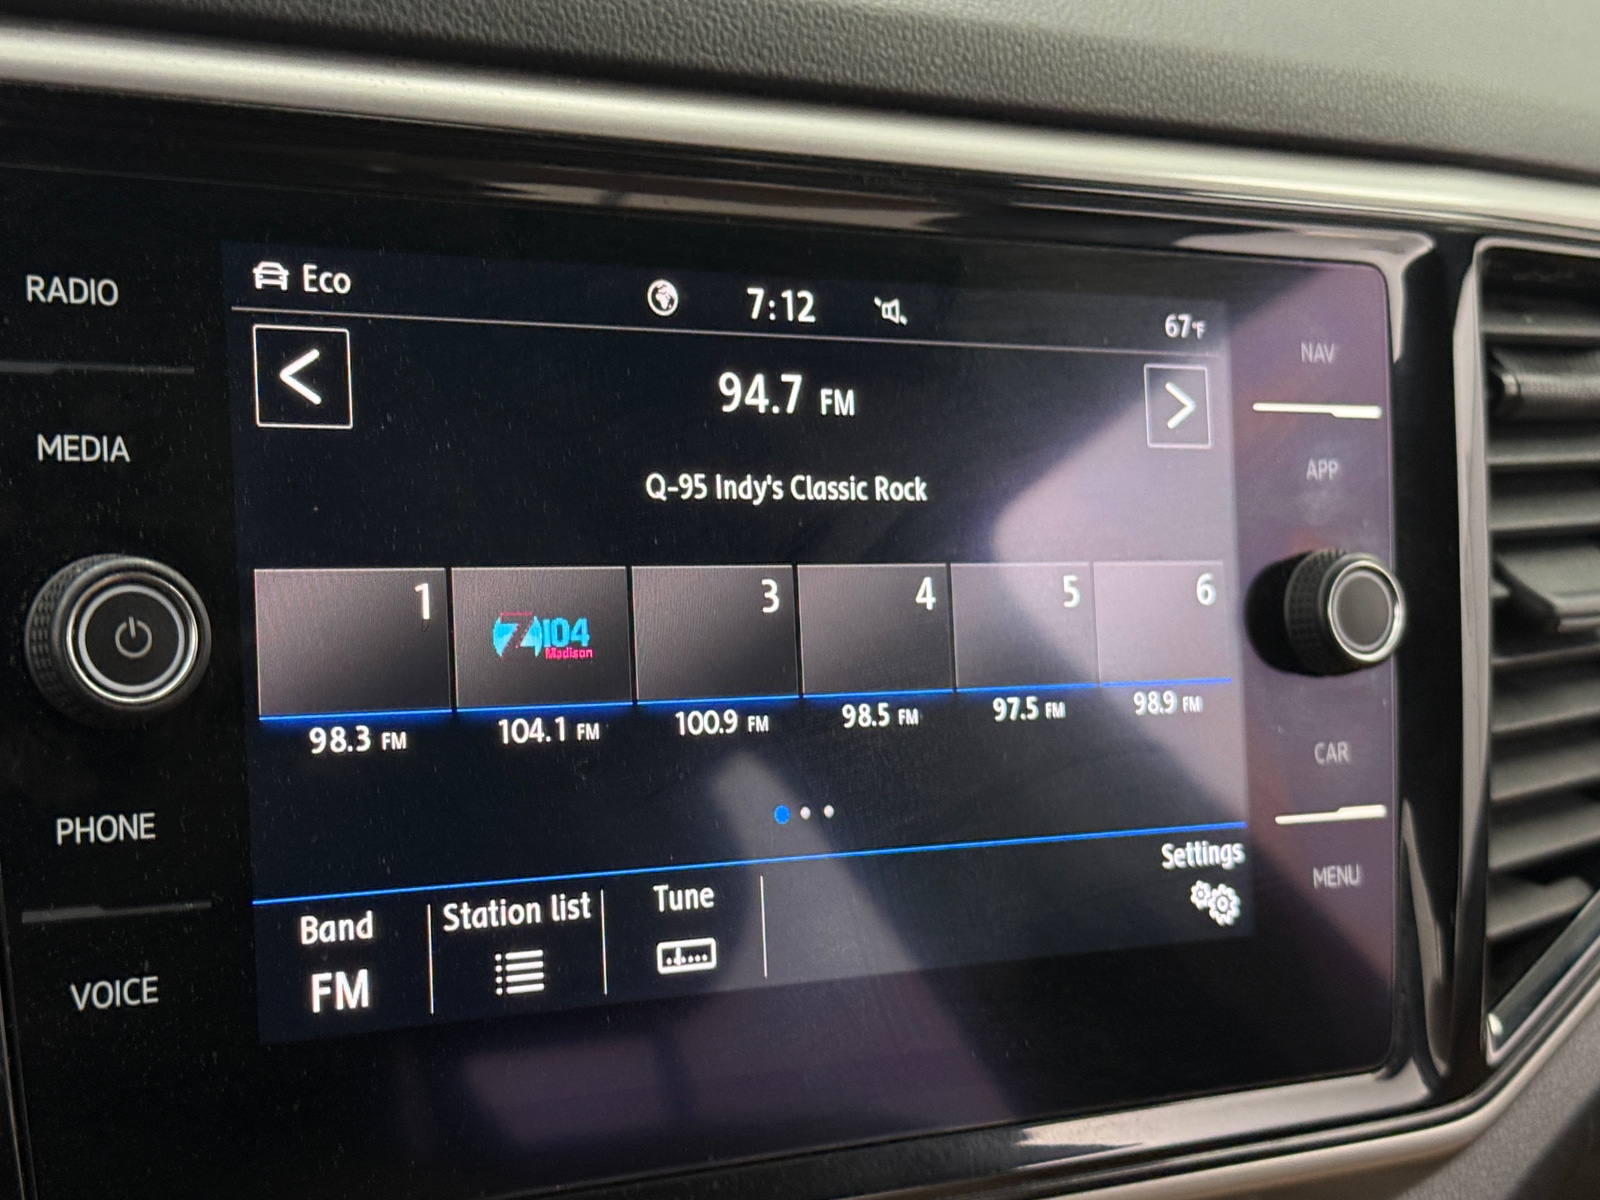 RADIO
MEDIA
PHONE
VOICE
Eco
7:12
67°F
94.7 FM
Q-95 Indy's Classic Rock
1
Z104
Madison
3
4
5
6
98.3 FM
104.1 FM
100.9 FM
98.5 FM
97.5 FM
98.9 FM
Settings
Band
FM
Station list
Tune
NAV
APP
CAR
MENU